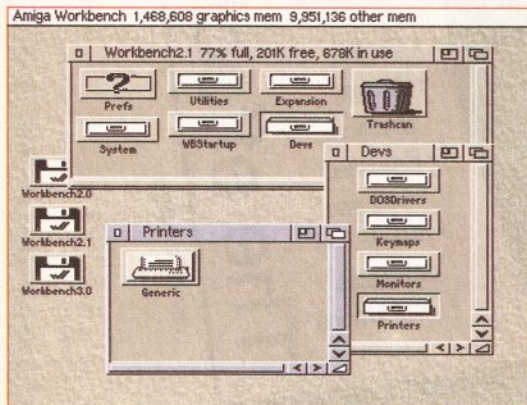 Amiga Workbench 1,468,608 graphics mem 9,951,136 other mem
Workbench2.1 77% full, 201K free, 678K in use
Prefs
Utilities
Expansion
Trashcan
System
WBStartup
Devs
Workbench2.0
Workbench2.1
Workbench3.0
Devs
DOSDrivers
Keymaps
Monitors
Printers
Printers
Generic